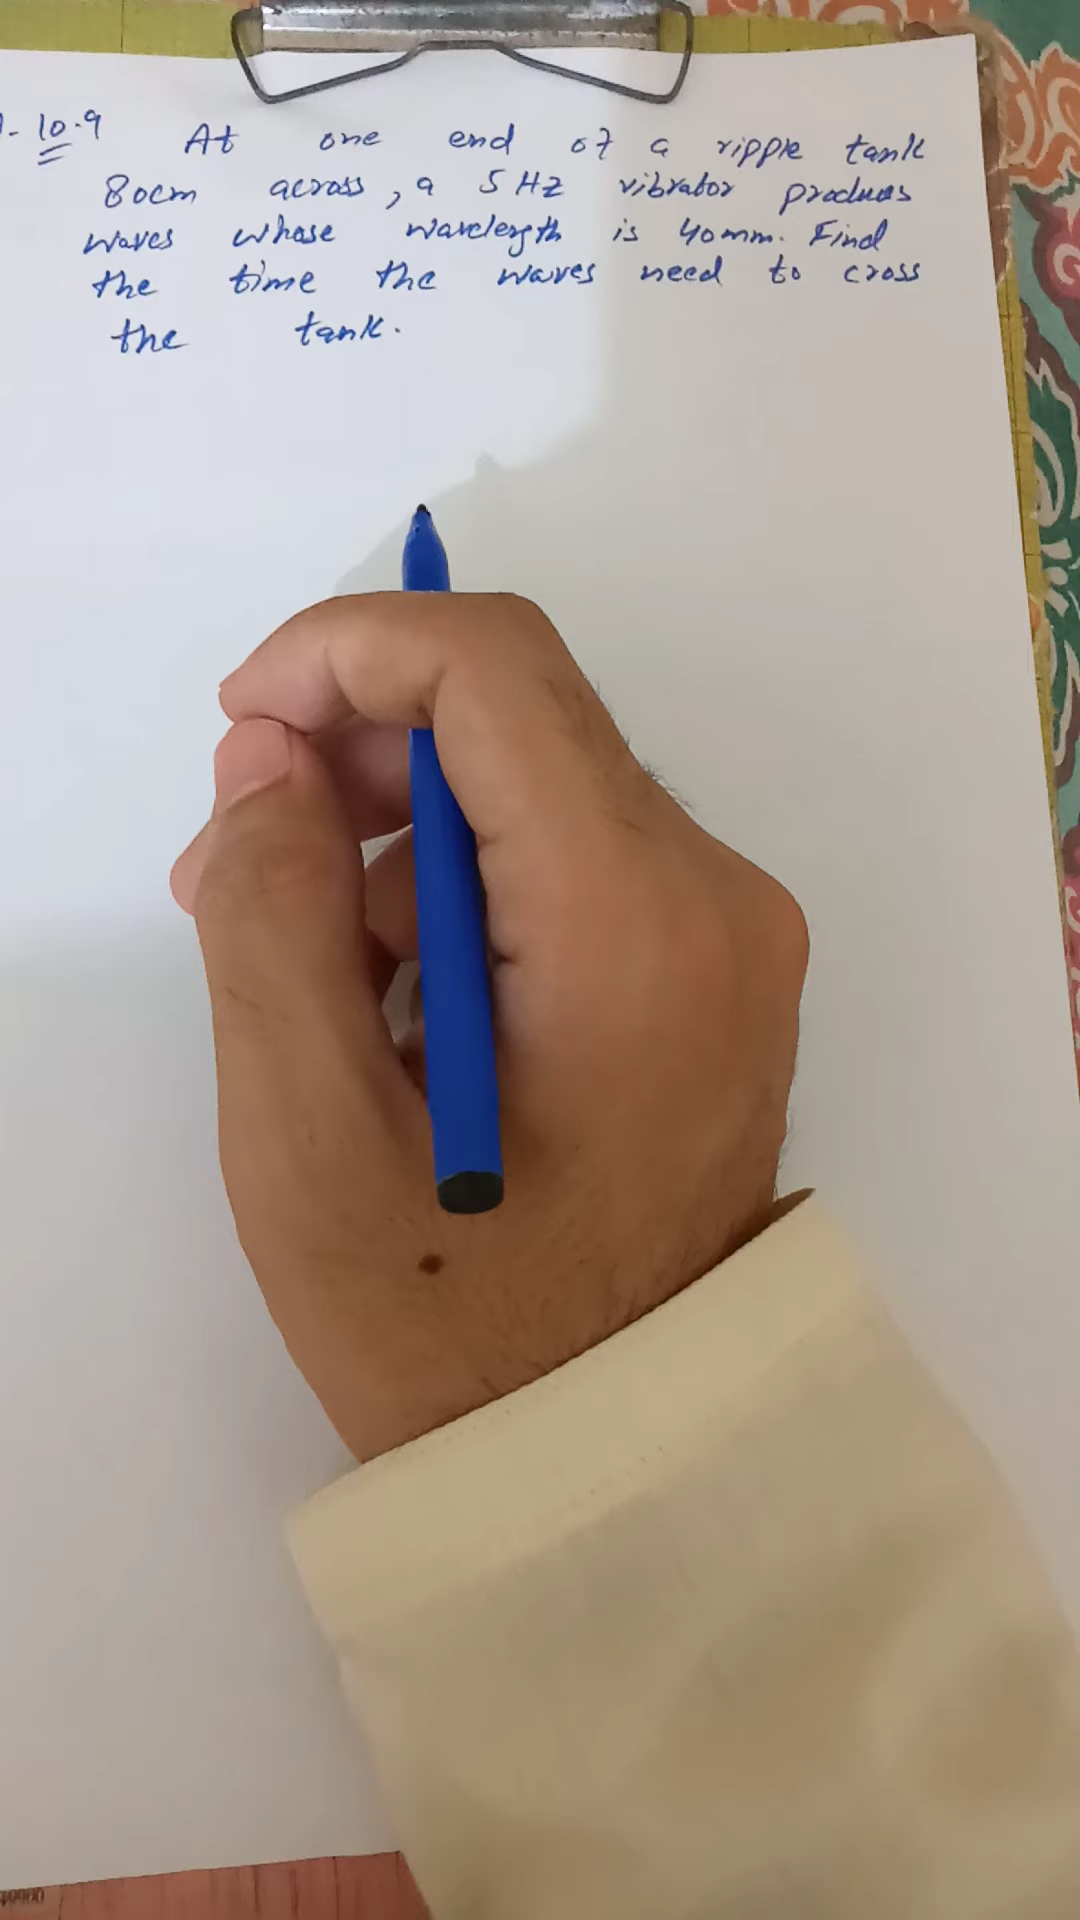 10.9 At one end of a ripple tank
80cm across, a 5 Hz vibrator produces
waves whose wavelength is 40mm. Find
the time the waves need to cross
the tank.